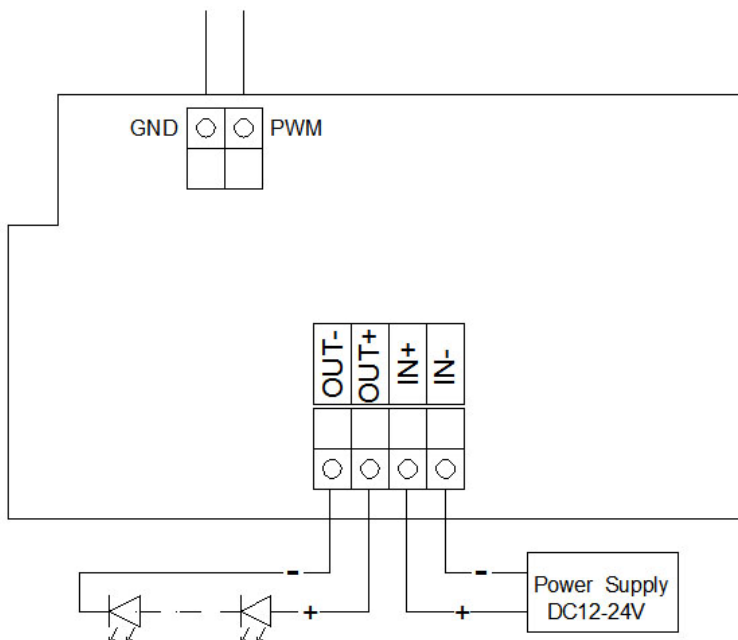 GND PWM
OUT-
OUT+
IN+
IN-
- -
+ +
Power Supply
DC12-24V